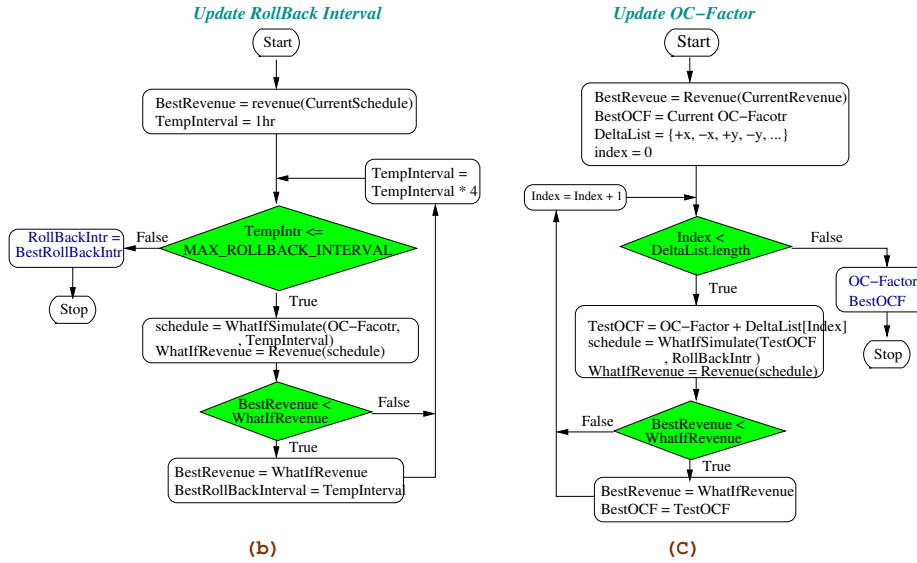 Update RollBack Interval
Start
BestRevenue = revenue(CurrentSchedule)
TempInterval = 1hr
TempInterval =
TempInterval * 4
TempIntr <=
MAX_ROLLBACK_INTERVAL
False
RollBackIntr =
BestRollBackIntr
Stop
True
schedule = WhatIfSimulate(OC-Facotr,
, TempInterval)
WhatIfRevenue = Revenue(schedule)
BestRevenue <
WhatIfRevenue
False
True
BestRevenue = WhatIfRevenue
BestRollBackInterval = TempInterval
(b)
Update OC-Factor
Start
BestReveue = Revenue(CurrentRevenue)
BestOCF = Current OC-Facotr
DeltaList = {+x, -x, +y, -y, ...}
index = 0
Index = Index + 1
Index <
DeltaList.length
False
OC-Factor
BestOCF
Stop
True
TestOCF = OC-Factor + DeltaList[Index]
schedule = WhatIfSimulate(TestOCF
, RollBackIntr )
WhatIfRevenue = Revenue(schedule)
BestRevenue <
WhatIfRevenue
False
True
BestRevenue = WhatIfRevenue
BestOCF = TestOCF
(C)